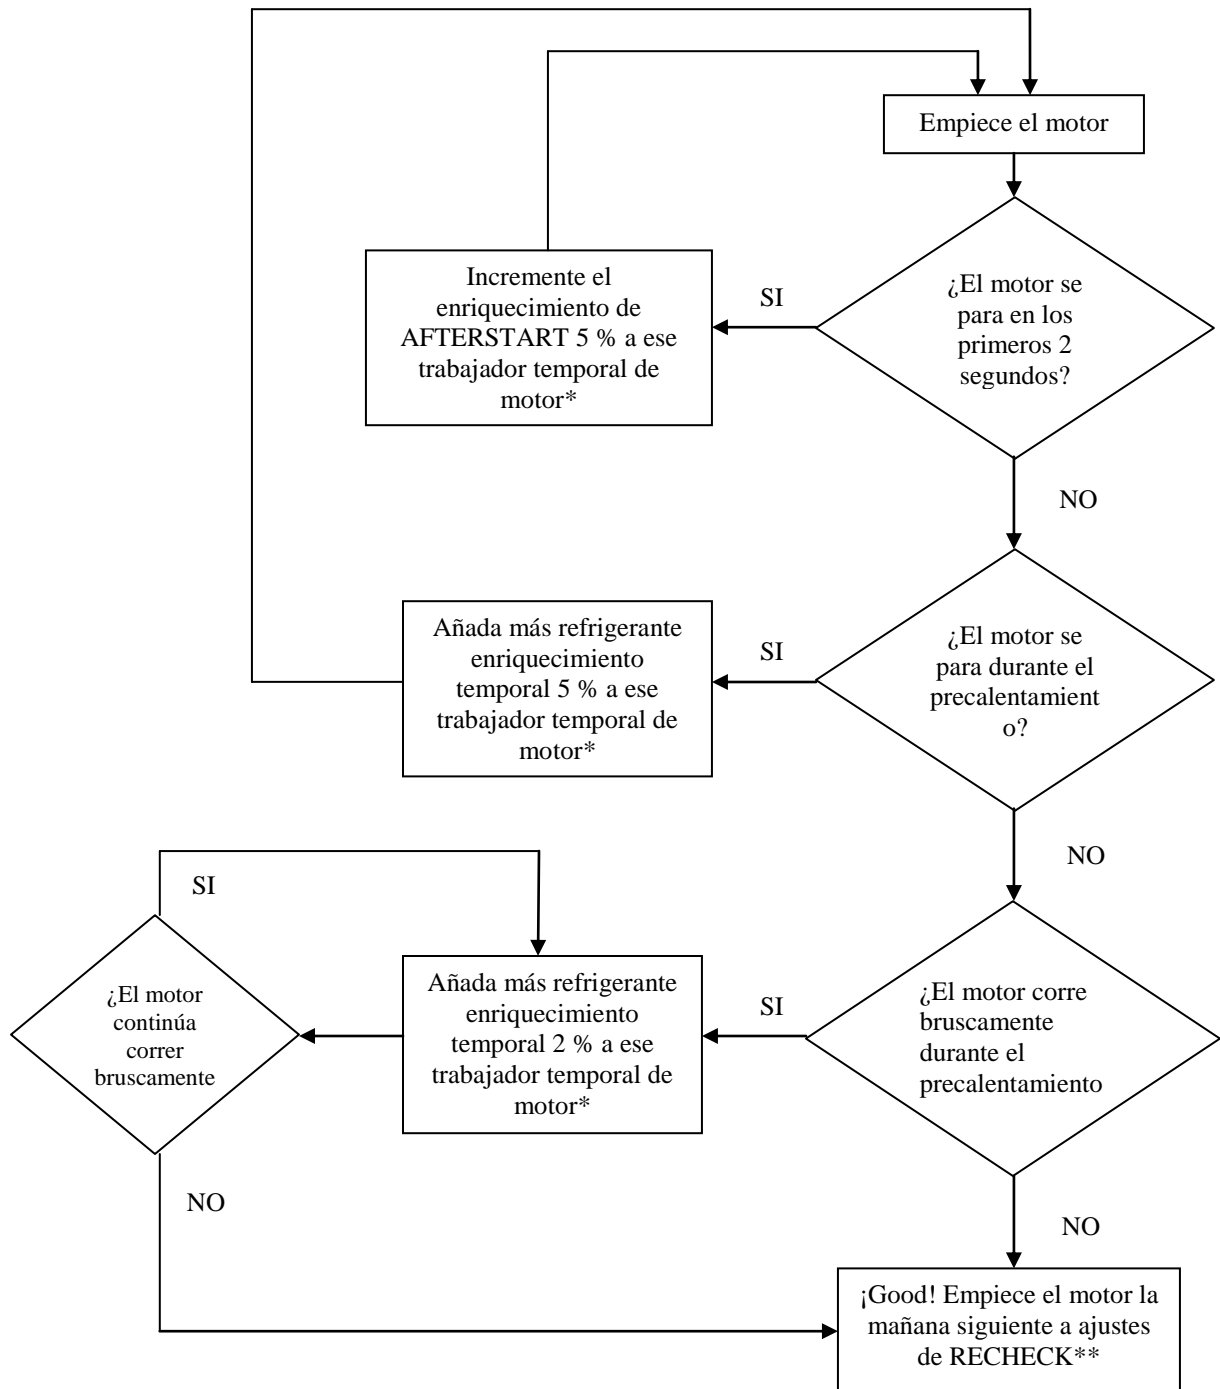 Empiece el motor
¿El motor se
para en los
primeros 2
segundos?
SI
Incremente el
enriquecimiento de
AFTERSTART 5 % a ese
trabajador temporal de
motor*
NO
¿El motor se
para durante el
precalentamient
o?
SI
Añada más refrigerante
enriquecimiento
temporal 5 % a ese
trabajador temporal de
motor*
NO
¿El motor corre
bruscamente
durante el
precalentamiento
SI
Añada más refrigerante
enriquecimiento
temporal 2 % a ese
trabajador temporal de
motor*
SI
¿El motor
continúa
correr
bruscamente
NO
NO
¡Good! Empiece el motor la
mañana siguiente a ajustes
de RECHECK**